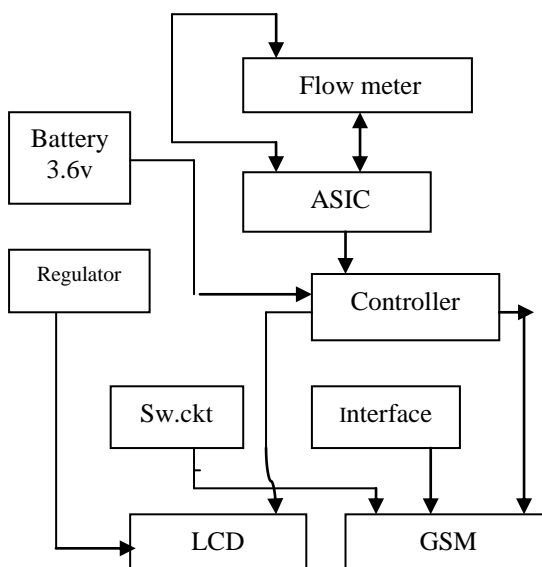 Flow meter
Battery
3.6v
ASIC
Regulator
Controller
Sw.ckt
Interface
LCD
GSM